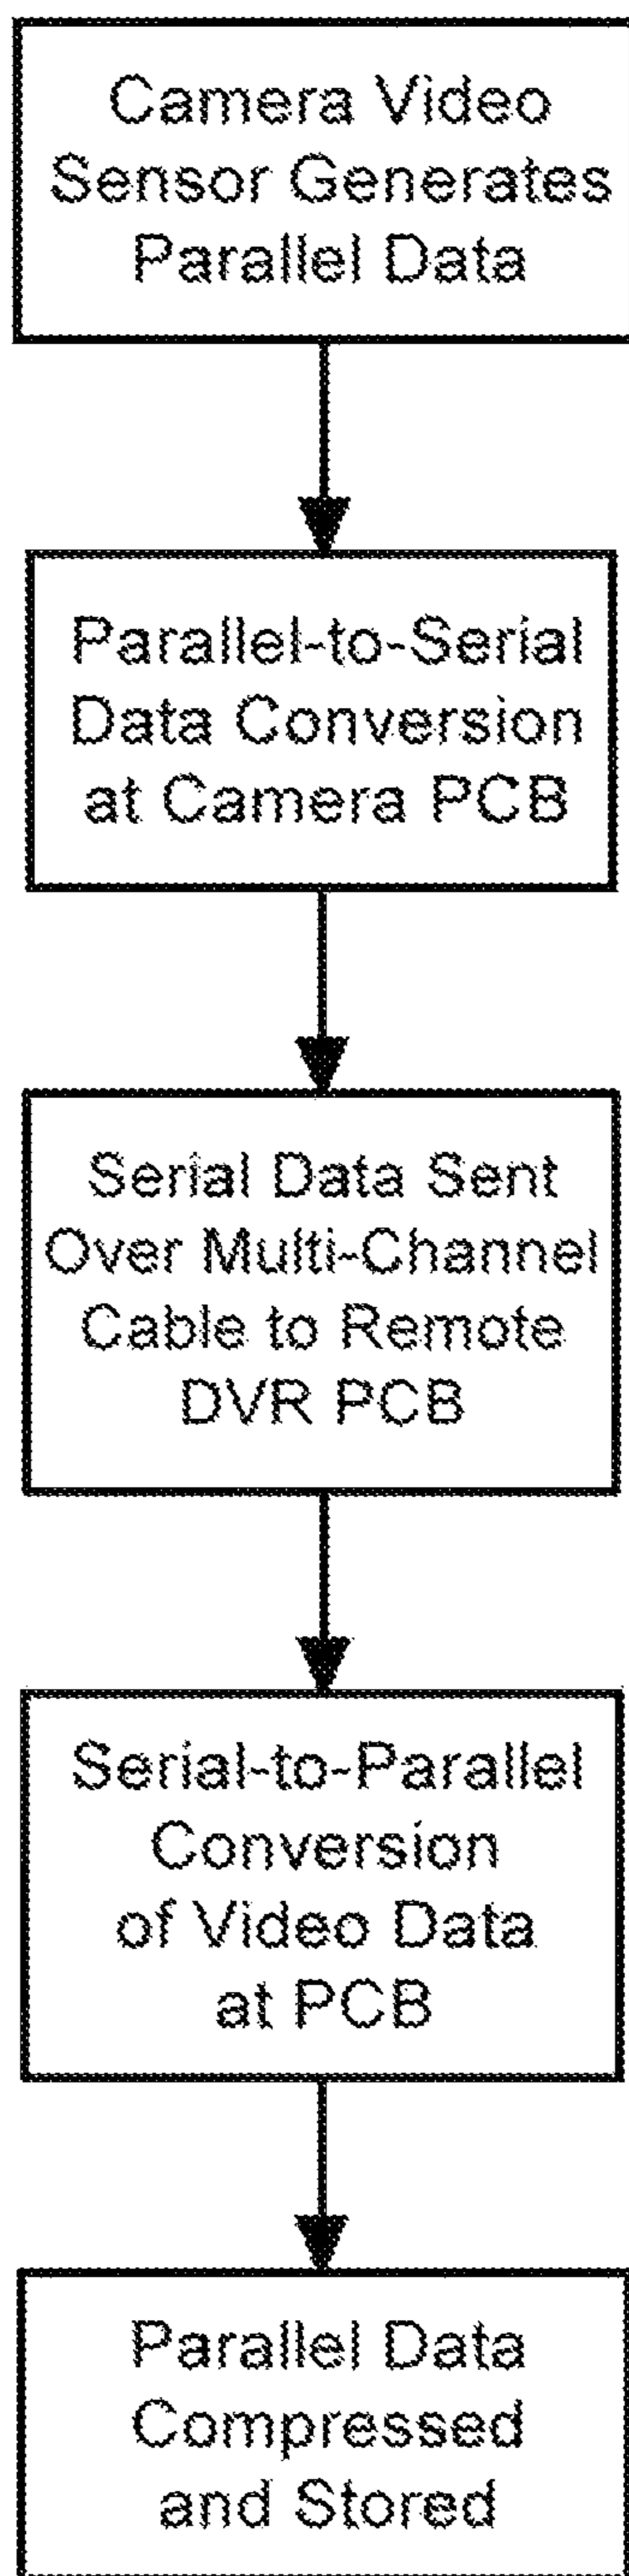 Camera Video
Sensor Generates
Parallel Data
Parallel-to-Serial
Data Conversion
at Camera PCB
Serial Data Sent
Over Multi-Channel
Cable to Remote
DVR PCB
Serial-to-Parallel
Conversion
of Video Data
at PCB
Parallel Data
Compressed
and Stored